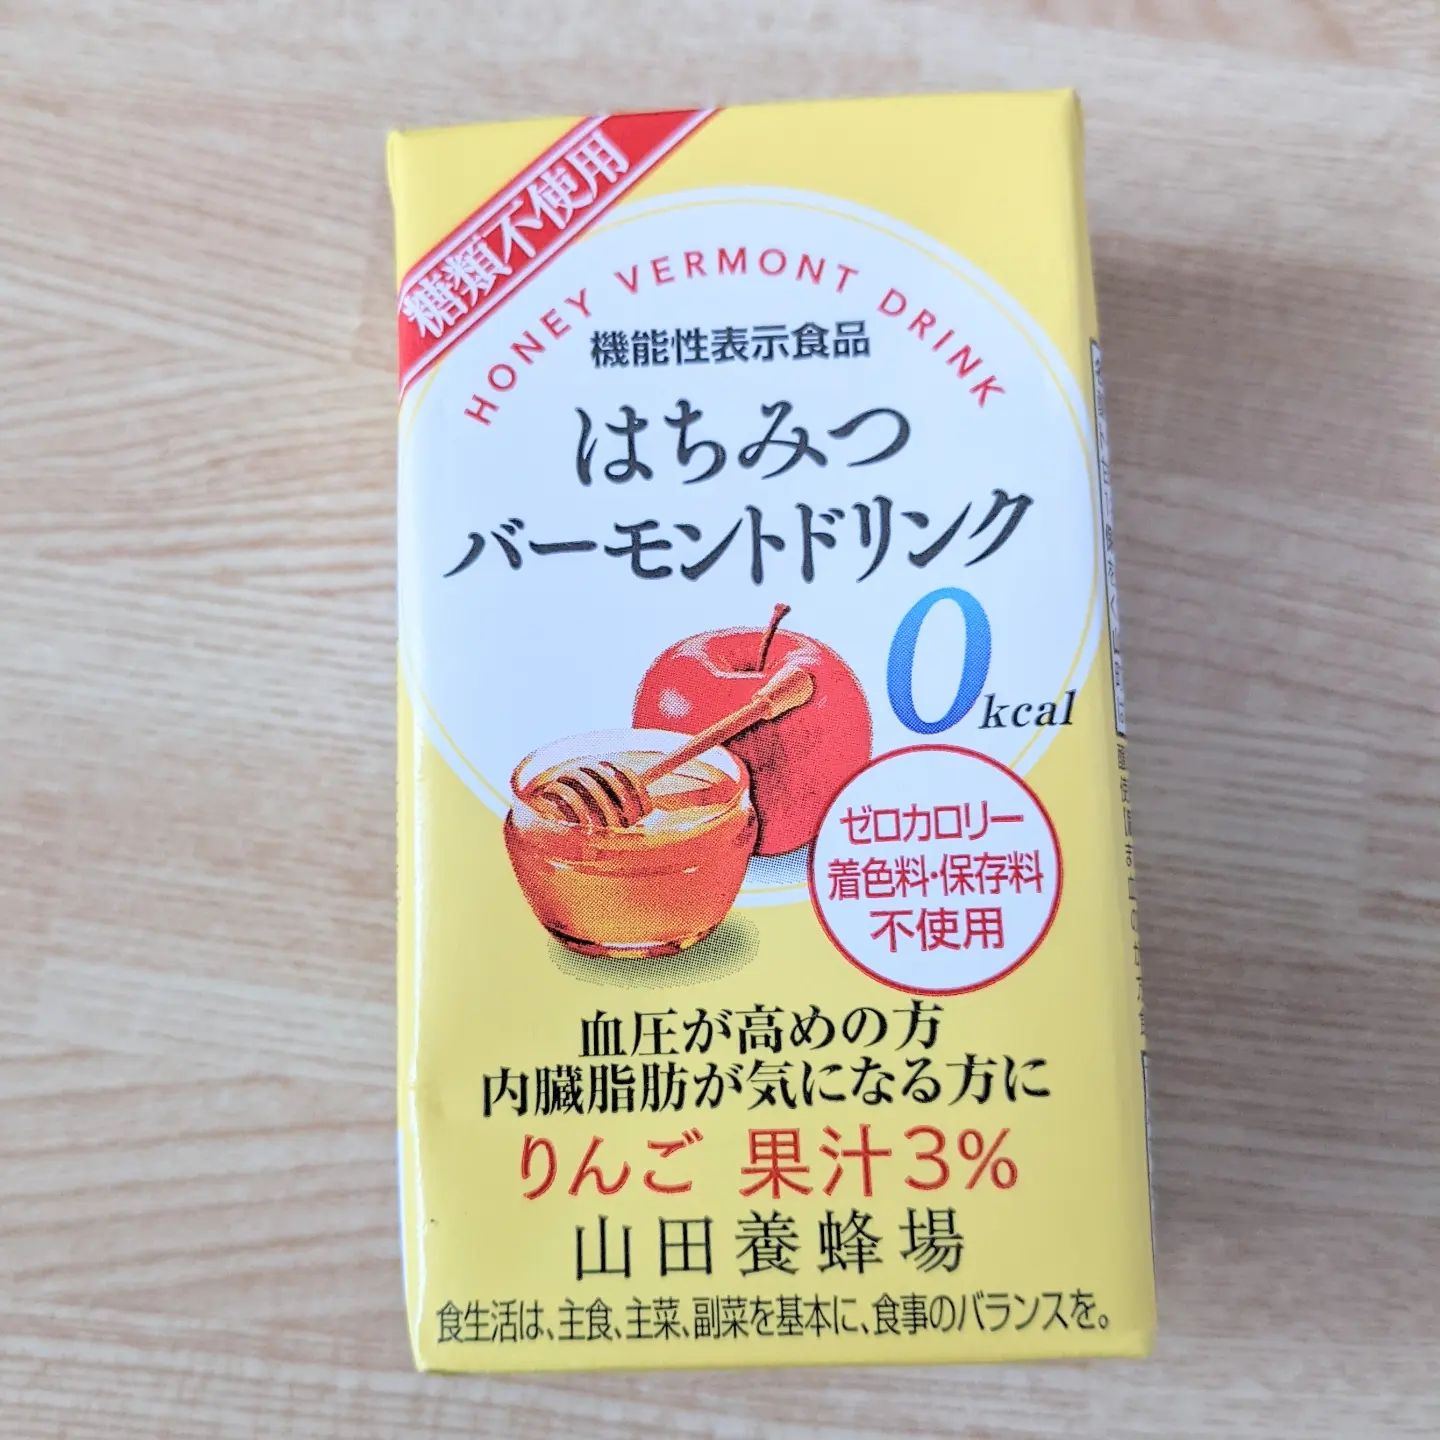 糖類不使用
HONEY VERMONT DRINK
機能性表示食品
はちみつ
バーモントドリンク
0kcal
ゼロカロリー
着色料・保存料
不使用
血圧が高めの方
内臓脂肪が気になる方に
りんご 果汁3%
山田養蜂場
食生活は、主食、主菜、副菜を基本に、食事のバランスを。